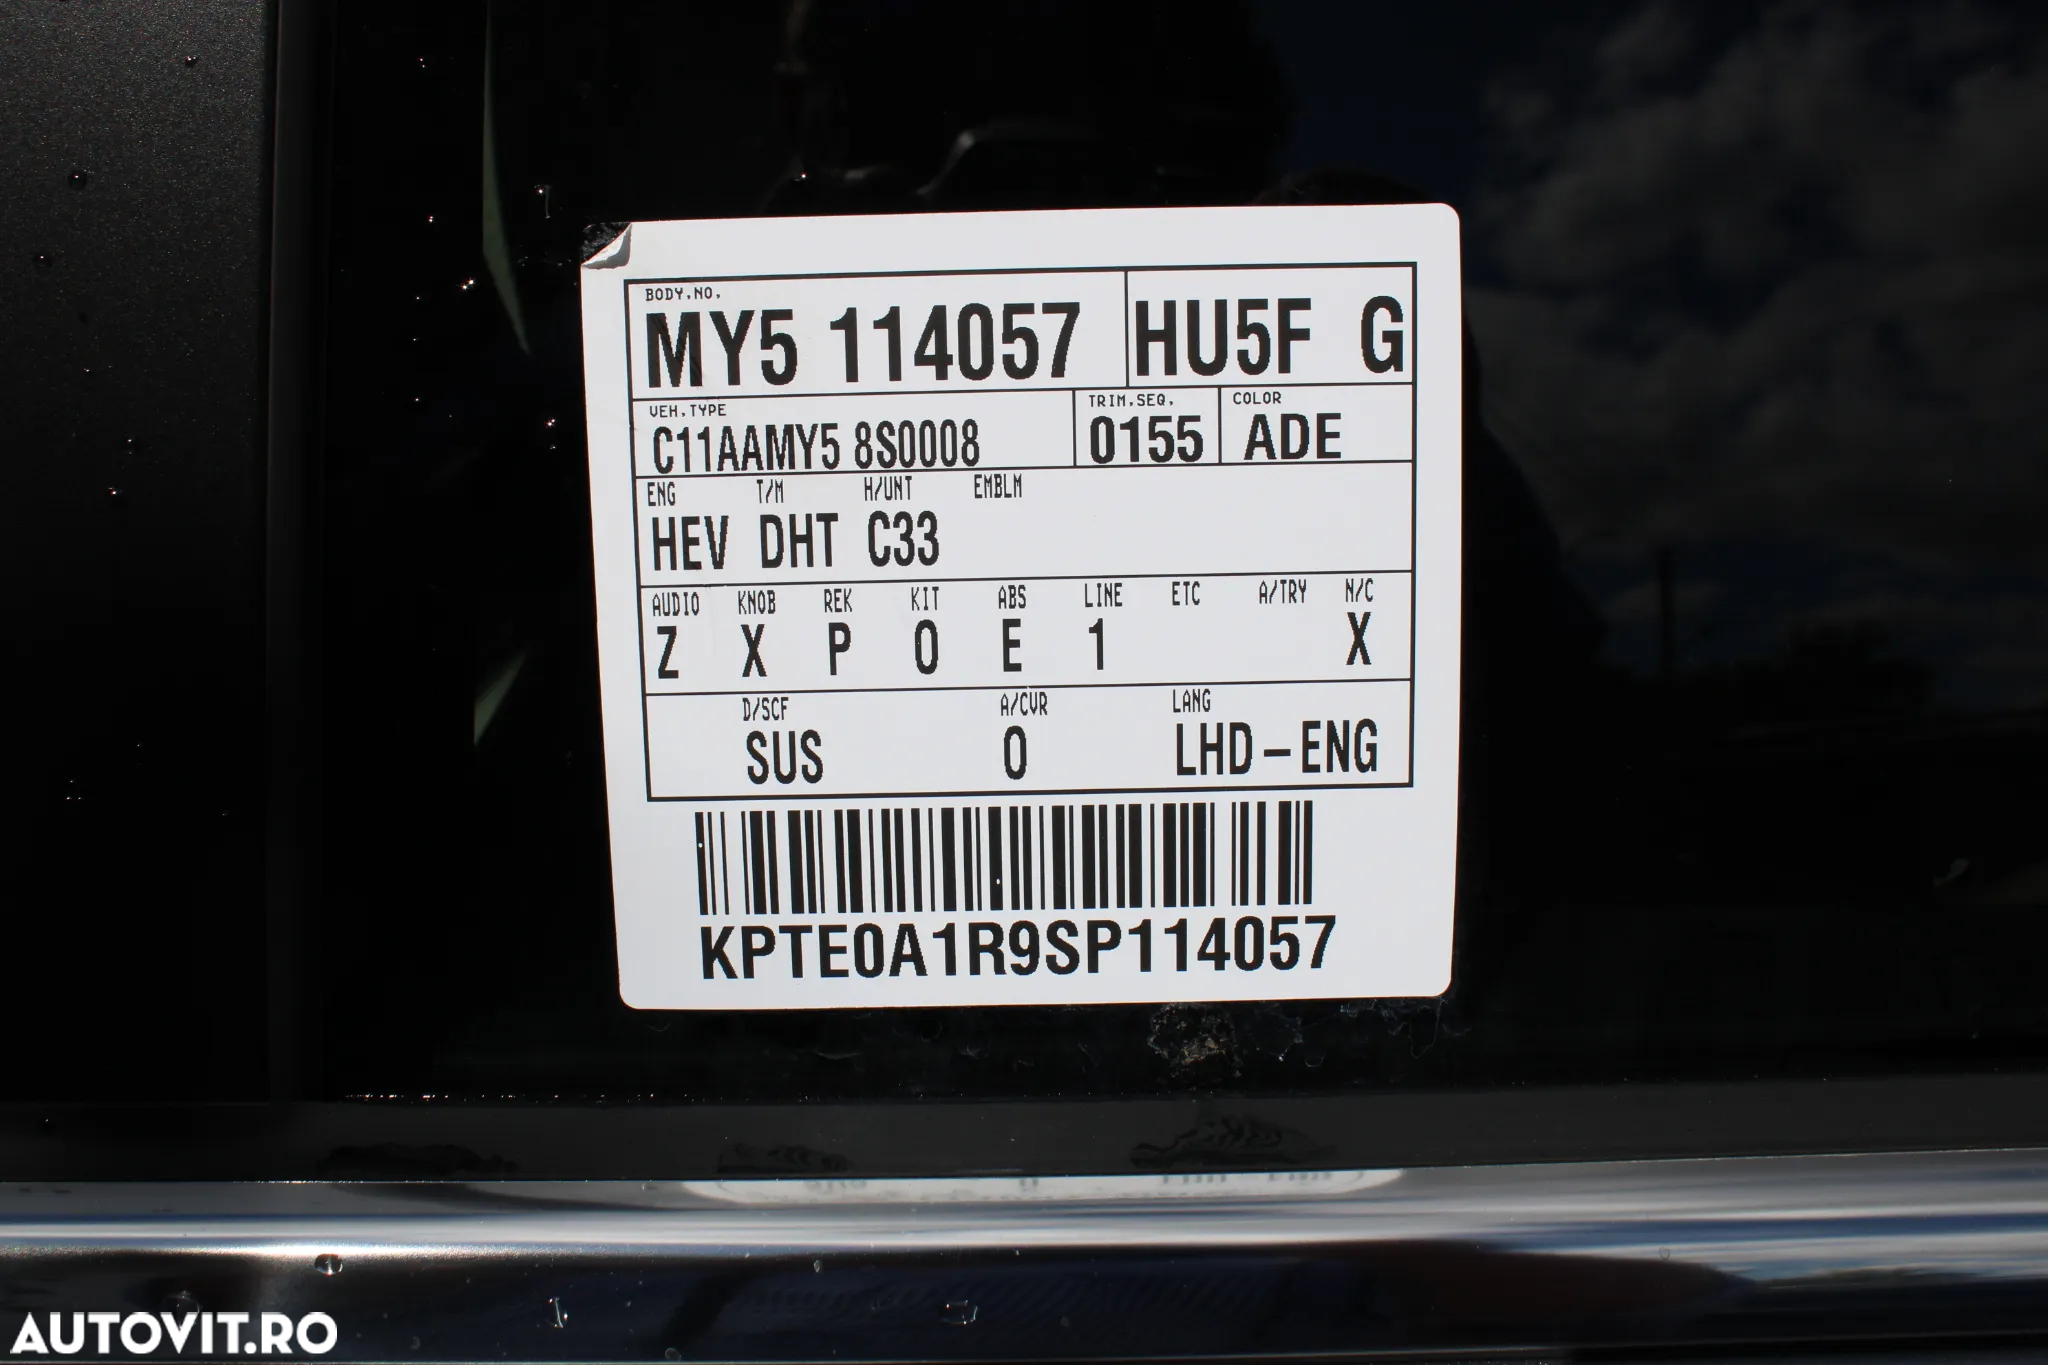 BODY.NO.
MY5 114057 HU5F G
VEH.TYPE TRIM.SEQ. COLOR
C11AAMY5 8S0008 0155 ADE
ENG T/M H/UNT EMBLM
HEV DHT C33
AUDIO KNOB REK KIT ABS LINE ETC A/TRY N/C
Z X P 0 E 1 X
D/SCF A/CVR LANG
SUS 0 LHD-ENG
KPTE0A1R9SP114057
AUTOVIT.RO